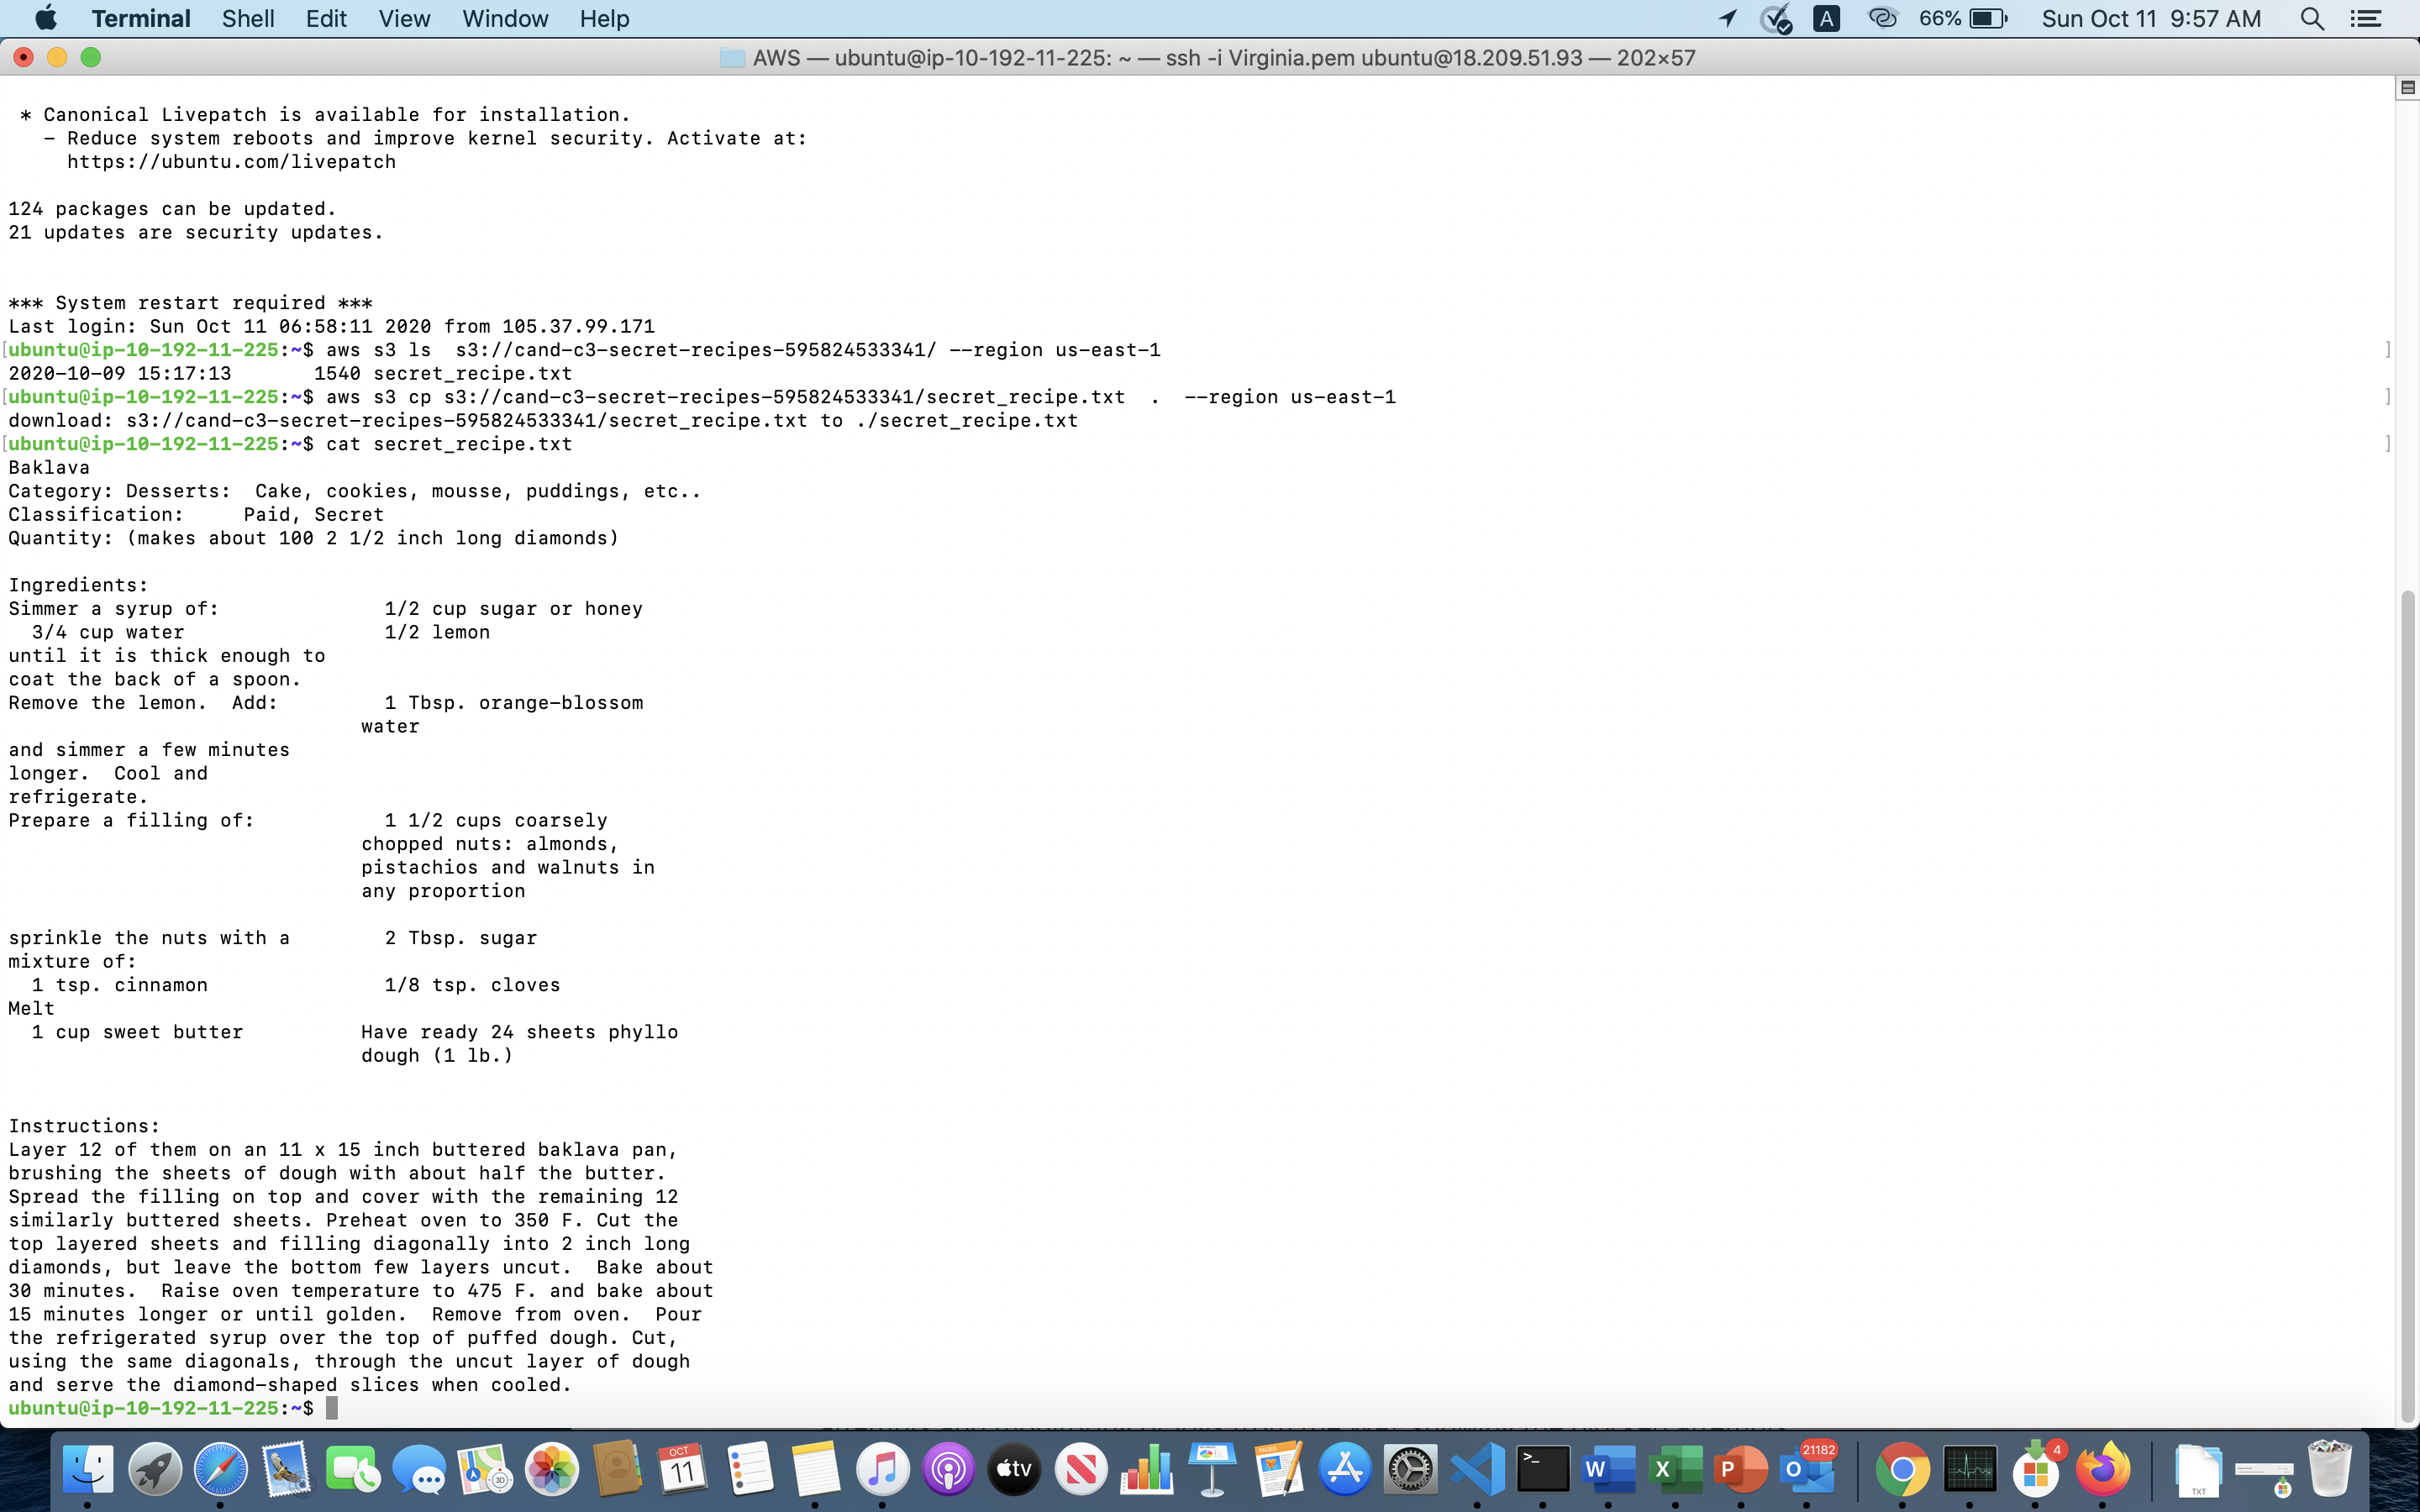 Terminal Shell Edit View Window Help A 66% Sun Oct 11 9:57 AM
AWS — ubuntu@ip-10-192-11-225: ~ — ssh -i Virginia.pem ubuntu@18.209.51.93 — 202×57
* Canonical Livepatch is available for installation.
- Reduce system reboots and improve kernel security. Activate at:
https://ubuntu.com/livepatch
124 packages can be updated.
21 updates are security updates.
*** System restart required ***
Last login: Sun Oct 11 06:58:11 2020 from 105.37.99.171
[ubuntu@ip-10-192-11-225:~$ aws s3 ls  s3://cand-c3-secret-recipes-595824533341/ --region us-east-1 ]
2020-10-09 15:17:13       1540 secret_recipe.txt
[ubuntu@ip-10-192-11-225:~$ aws s3 cp s3://cand-c3-secret-recipes-595824533341/secret_recipe.txt  .  --region us-east-1 ]
download: s3://cand-c3-secret-recipes-595824533341/secret_recipe.txt to ./secret_recipe.txt
[ubuntu@ip-10-192-11-225:~$ cat secret_recipe.txt ]
Baklava
Category: Desserts:  Cake, cookies, mousse, puddings, etc..
Classification:     Paid, Secret
Quantity: (makes about 100 2 1/2 inch long diamonds)
Ingredients:
Simmer a syrup of:              1/2 cup sugar or honey
3/4 cup water                 1/2 lemon
until it is thick enough to
coat the back of a spoon.
Remove the lemon.  Add:         1 Tbsp. orange-blossom
water
and simmer a few minutes
longer.  Cool and
refrigerate.
Prepare a filling of:           1 1/2 cups coarsely
chopped nuts: almonds,
pistachios and walnuts in
any proportion
sprinkle the nuts with a        2 Tbsp. sugar
mixture of:
1 tsp. cinnamon               1/8 tsp. cloves
Melt
1 cup sweet butter          Have ready 24 sheets phyllo
dough (1 lb.)
Instructions:
Layer 12 of them on an 11 x 15 inch buttered baklava pan,
brushing the sheets of dough with about half the butter.
Spread the filling on top and cover with the remaining 12
similarly buttered sheets. Preheat oven to 350 F. Cut the
top layered sheets and filling diagonally into 2 inch long
diamonds, but leave the bottom few layers uncut.  Bake about
30 minutes.  Raise oven temperature to 475 F. and bake about
15 minutes longer or until golden.  Remove from oven.  Pour
the refrigerated syrup over the top of puffed dough. Cut,
using the same diagonals, through the uncut layer of dough
and serve the diamond-shaped slices when cooled.
ubuntu@ip-10-192-11-225:~$
OCT 11 3D tv PAGES >_ W X P O 21182 4 TXT